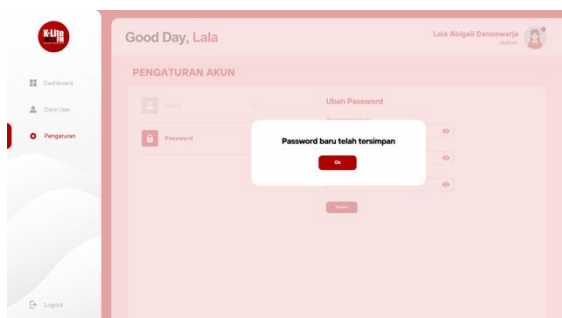 K-Lite
FM
Good Day, Lala
Lala Abigail Danoewarja
Admin
PENGATURAN AKUN
Dashboard
Data User
Pengaturan
Password
Ubah Password
Password baru telah tersimpan
Ok
Logout